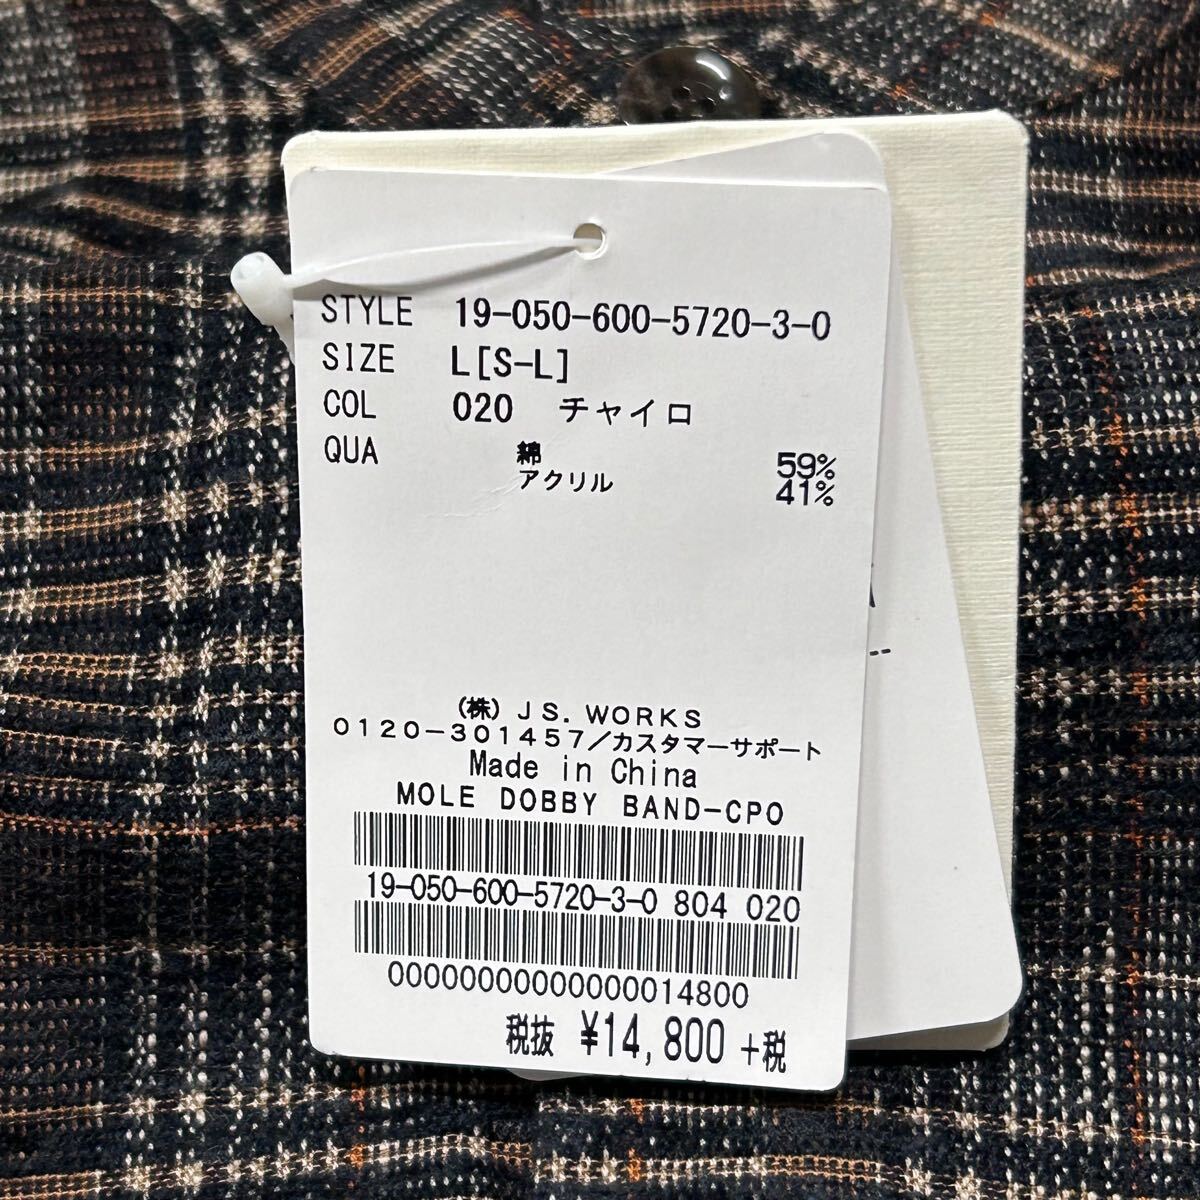 STYLE 19-050-600-5720-3-0
SIZE L[S-L]
COL 020 チャイロ
QUA 綿 59%
アクリル 41%
(株)JS.WORKS
0120-301457/カスタマーサポート
Made in China
MOLE DOBBY BAND-CPO
19-050-600-5720-3-0 804 020
00000000000000014800
税抜 ¥14,800 +税